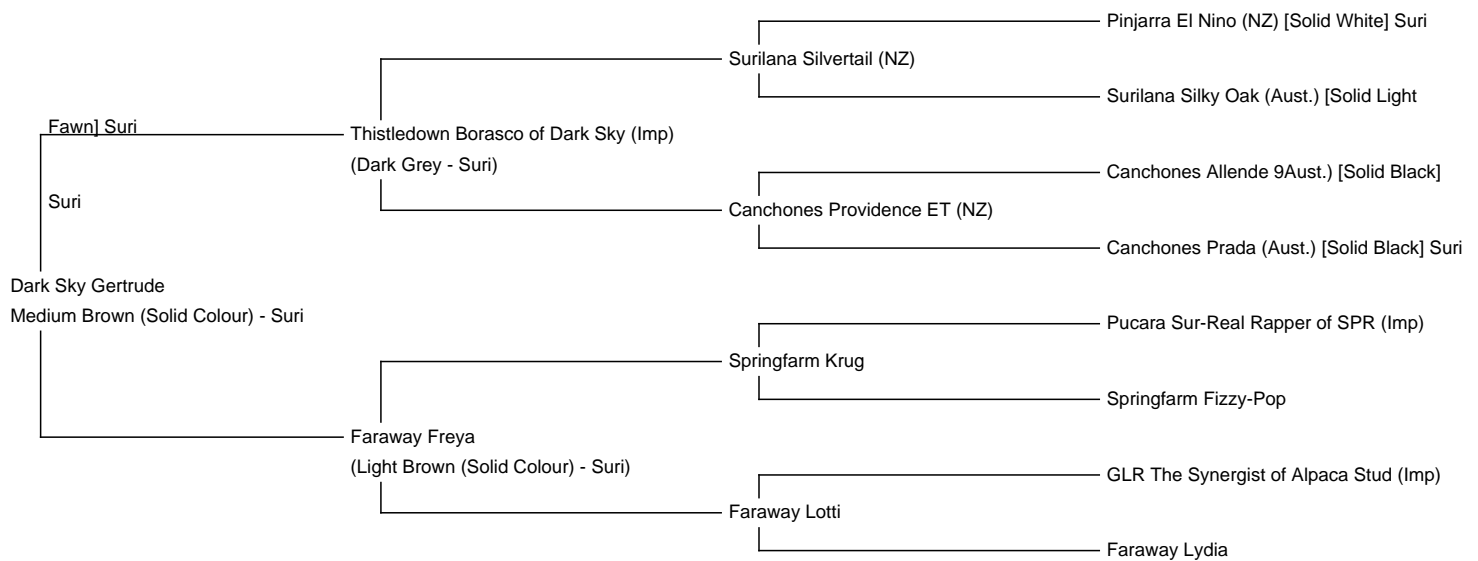 Pinjarra El Nino (NZ) [Solid White] Suri
Surilana Silvertail (NZ)
Surilana Silky Oak (Aust.) [Solid Light
Fawn] Suri
Thistledown Borasco of Dark Sky (Imp)
(Dark Grey - Suri)
Canchones Allende 9Aust.) [Solid Black]
Suri
Canchones Providence ET (NZ)
Canchones Prada (Aust.) [Solid Black] Suri
Dark Sky Gertrude
Medium Brown (Solid Colour) - Suri
Pucara Sur-Real Rapper of SPR (Imp)
Springfarm Krug
Springfarm Fizzy-Pop
Faraway Freya
(Light Brown (Solid Colour) - Suri)
GLR The Synergist of Alpaca Stud (Imp)
Faraway Lotti
Faraway Lydia